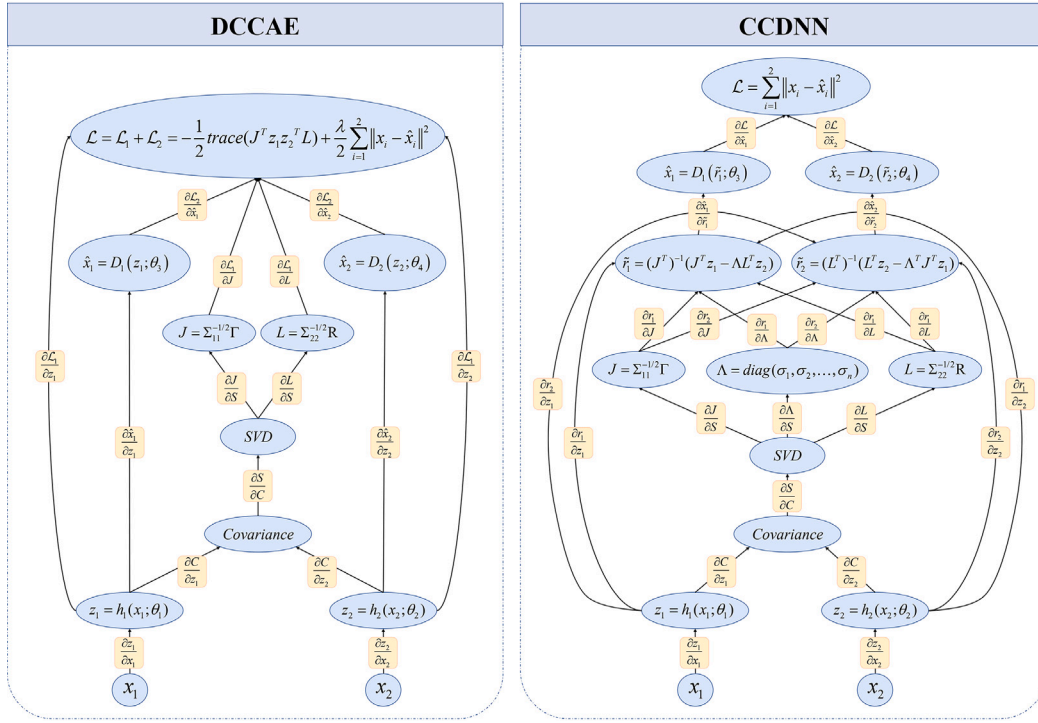 DCCAE
ℒ = ℒ₁ + ℒ₂ = −1/2 trace(Jᵀz₁z₂ᵀL) + λ/2 ∑ᵢ₌₁² ‖xᵢ − x̂ᵢ‖²
∂ℒ₂/∂x̂₁
∂ℒ₂/∂x̂₂
x̂₁ = D₁(z₁;θ₃)
x̂₂ = D₂(z₂;θ₄)
∂ℒ₁/∂J
∂ℒ₁/∂L
J = Σ₁₁^(−1/2) Γ
L = Σ₂₂^(−1/2) R
∂ℒ₁/∂z₁
∂ℒ₁/∂z₂
∂J/∂S
∂L/∂S
∂x̂₁/∂z₁
SVD
∂x̂₂/∂z₂
∂S/∂C
Covariance
∂C/∂z₁
∂C/∂z₂
z₁ = h₁(x₁;θ₁)
z₂ = h₂(x₂;θ₂)
∂z₁/∂x₁
∂z₂/∂x₂
x₁
x₂
CCDNN
ℒ = ∑ᵢ₌₁² ‖xᵢ − x̂ᵢ‖²
∂ℒ/∂x̂₁
∂ℒ/∂x̂₂
x̂₁ = D₁(r̃₁;θ₃)
x̂₂ = D₂(r̃₂;θ₄)
∂x̂₁/∂r̃₁
∂x̂₂/∂r̃₂
r̃₁ = (Jᵀ)⁻¹(Jᵀz₁ − ΛLᵀz₂)
r̃₂ = (Lᵀ)⁻¹(Lᵀz₂ − ΛᵀJᵀz₁)
∂r₁/∂J
∂r₂/∂J
∂r₁/∂Λ
∂r₂/∂Λ
∂r₁/∂L
∂r₁/∂L
J = Σ₁₁^(−1/2) Γ
Λ = diag(σ₁,σ₂,…,σₙ)
L = Σ₂₂^(−1/2) R
∂r₂/∂z₁
∂r₁/∂z₂
∂J/∂S
∂Λ/∂S
∂L/∂S
∂r₁/∂z₁
∂r₂/∂z₂
SVD
∂S/∂C
Covariance
∂C/∂z₁
∂C/∂z₂
z₁ = h₁(x₁;θ₁)
z₂ = h₂(x₂;θ₂)
∂z₁/∂x₁
∂z₂/∂x₂
x₁
x₂